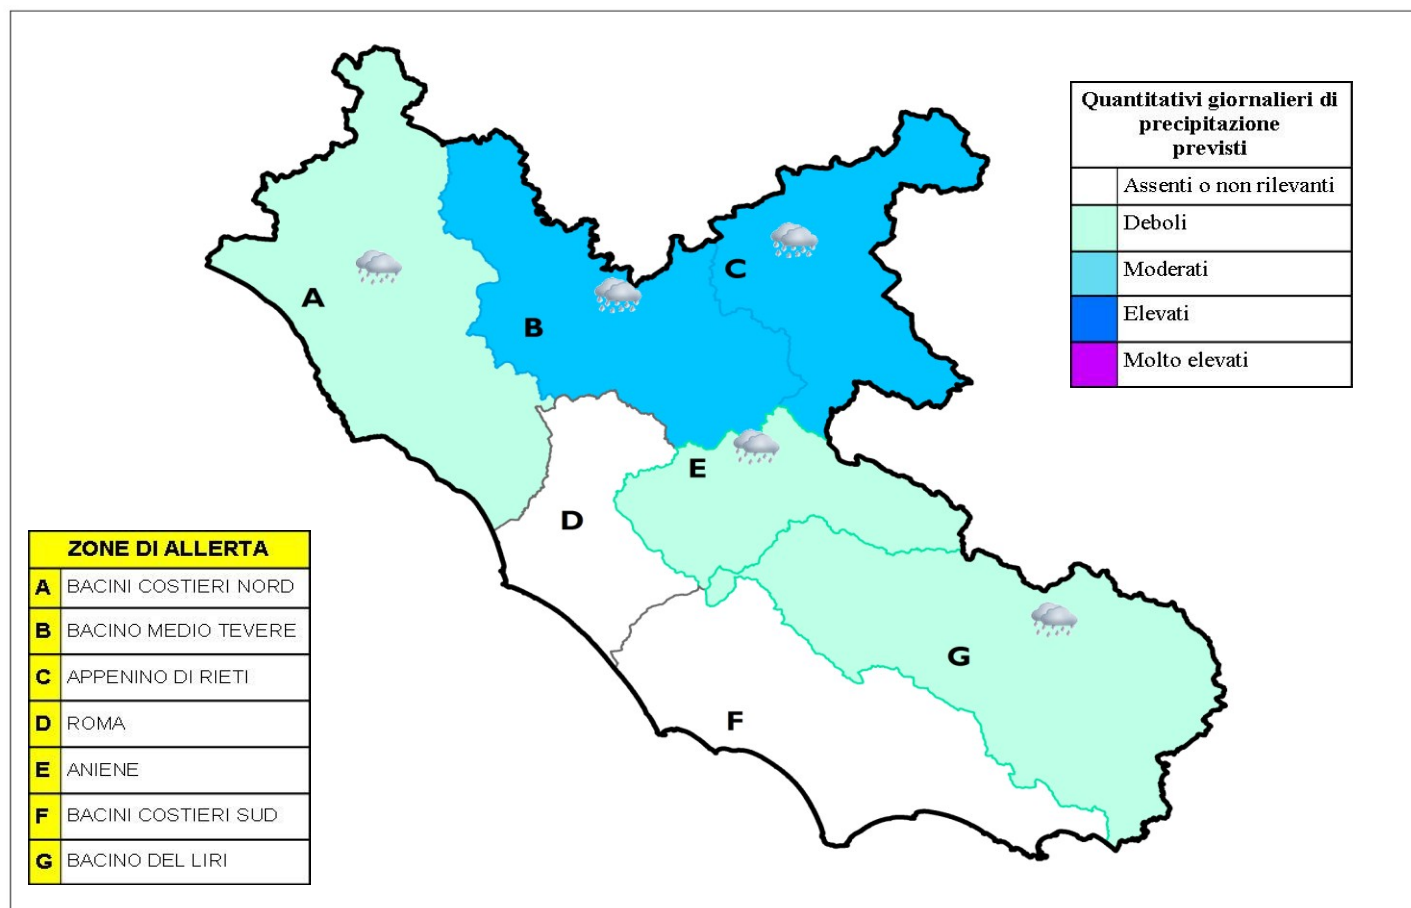 Quantitativi giornalieri di
precipitazione
previsti
Assenti o non rilevanti
Deboli
Moderati
Elevati
Molto elevati
A
B
C
D
E
F
G
ZONE DI ALLERTA
A BACINI COSTIERI NORD
B BACINO MEDIO TEVERE
C APPENINO DI RIETI
D ROMA
E ANIENE
F BACINI COSTIERI SUD
G BACINO DEL LIRI